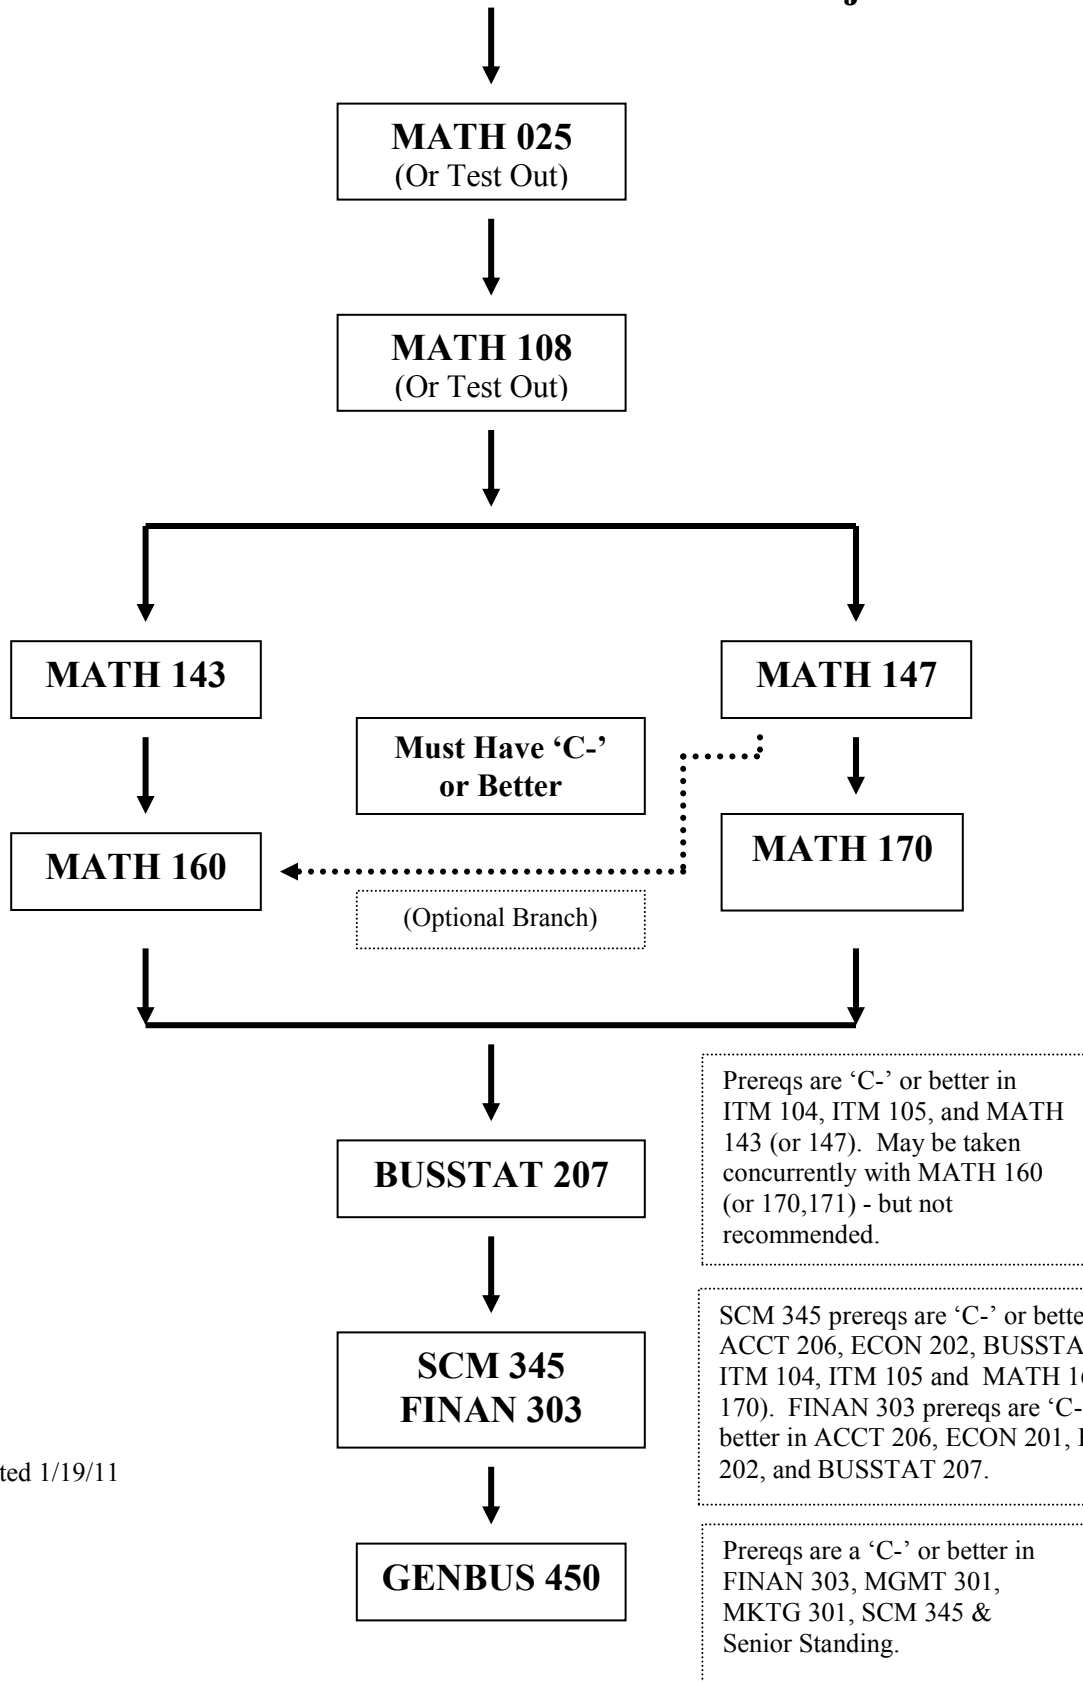 MATH 025
(Or Test Out)
MATH 108
(Or Test Out)
MATH 143
MATH 147
Must Have ‘C-’
or Better
MATH 160
MATH 170
(Optional Branch)
Prereqs are ‘C-’ or better in
ITM 104, ITM 105, and MATH
143 (or 147).  May be taken
concurrently with MATH 160
(or 170,171) - but not
recommended.
BUSSTAT 207
SCM 345 prereqs are ‘C-’ or bette
ACCT 206, ECON 202, BUSSTA
ITM 104, ITM 105 and  MATH 1
170).  FINAN 303 prereqs are ‘C-
better in ACCT 206, ECON 201,
202, and BUSSTAT 207.
SCM 345
FINAN 303
ted 1/19/11
Prereqs are a ‘C-’ or better in
FINAN 303, MGMT 301,
MKTG 301, SCM 345 &
Senior Standing.
GENBUS 450